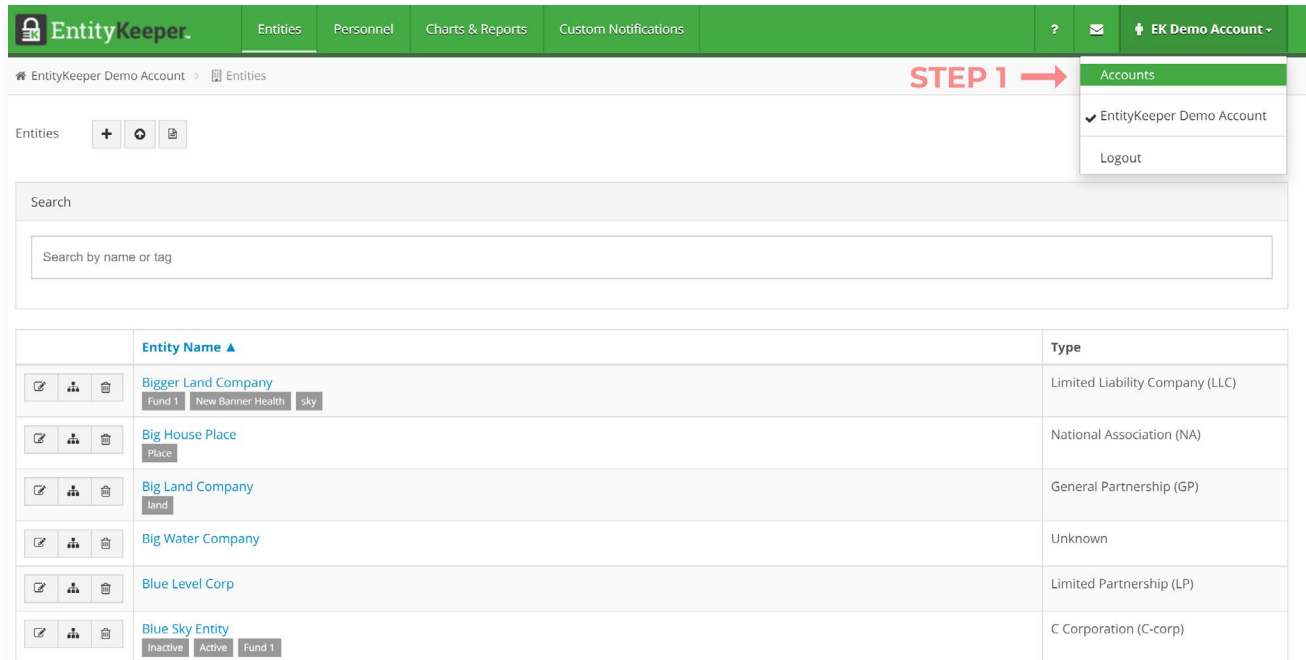 EntityKeeper. Entities Personnel Charts & Reports Custom Notifications ? EK Demo Account
EntityKeeper Demo Account > Entities
STEP 1
Accounts
EntityKeeper Demo Account
Logout
Entities
Search
Search by name or tag
Entity Name ▲ Type
Bigger Land Company Limited Liability Company (LLC)
Fund 1 New Banner Health sky
Big House Place National Association (NA)
Place
Big Land Company General Partnership (GP)
land
Big Water Company Unknown
Blue Level Corp Limited Partnership (LP)
Blue Sky Entity C Corporation (C-corp)
Inactive Active Fund 1